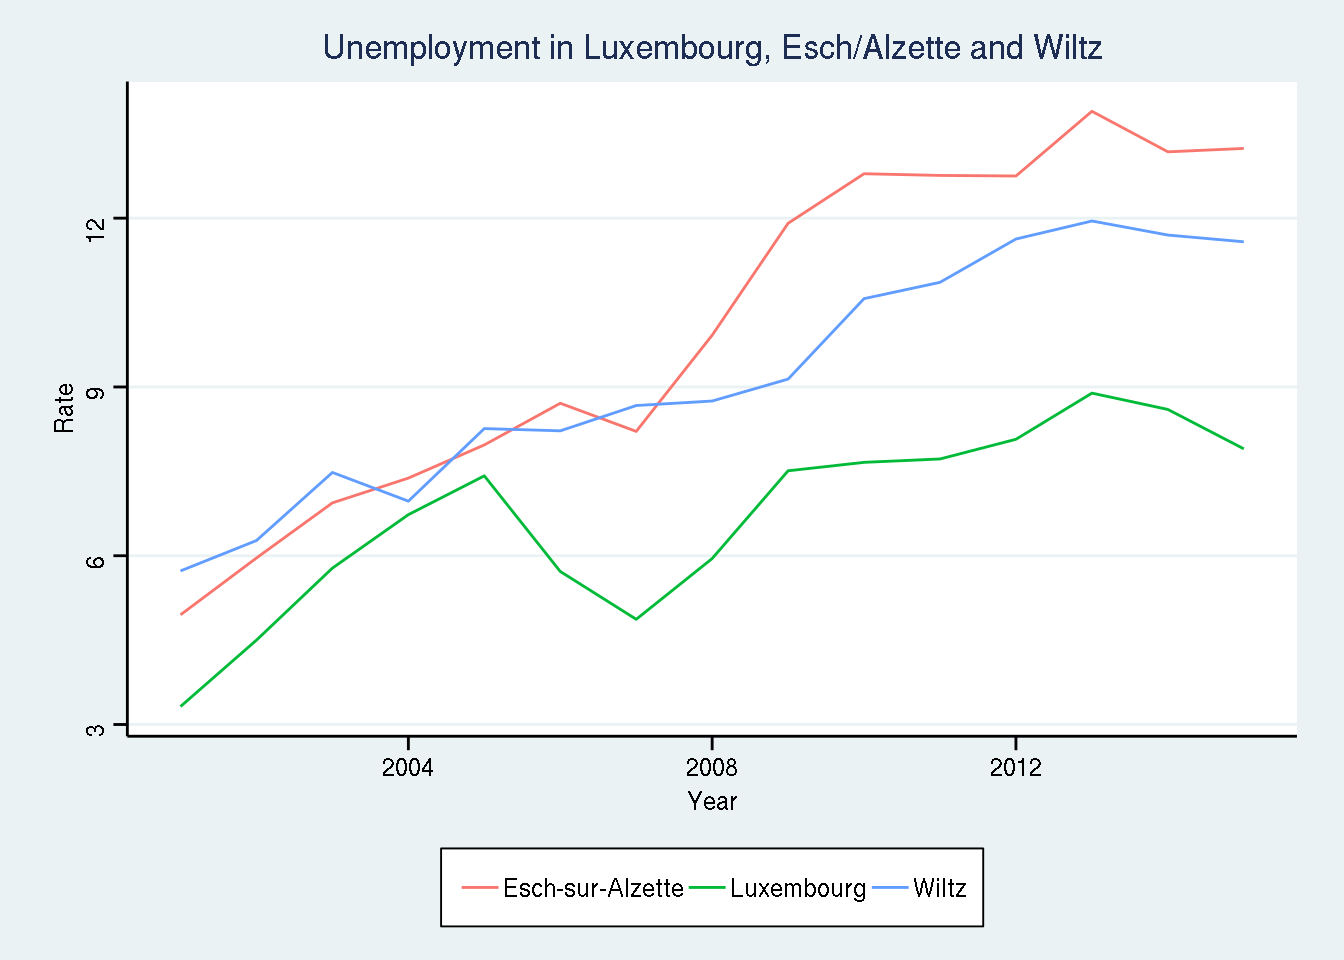 Unemployment in Luxembourg, Esch/Alzette and Wiltz
12
9
6
3
Rate
2004 2008 2012
Year
Esch-sur-Alzette Luxembourg Wiltz